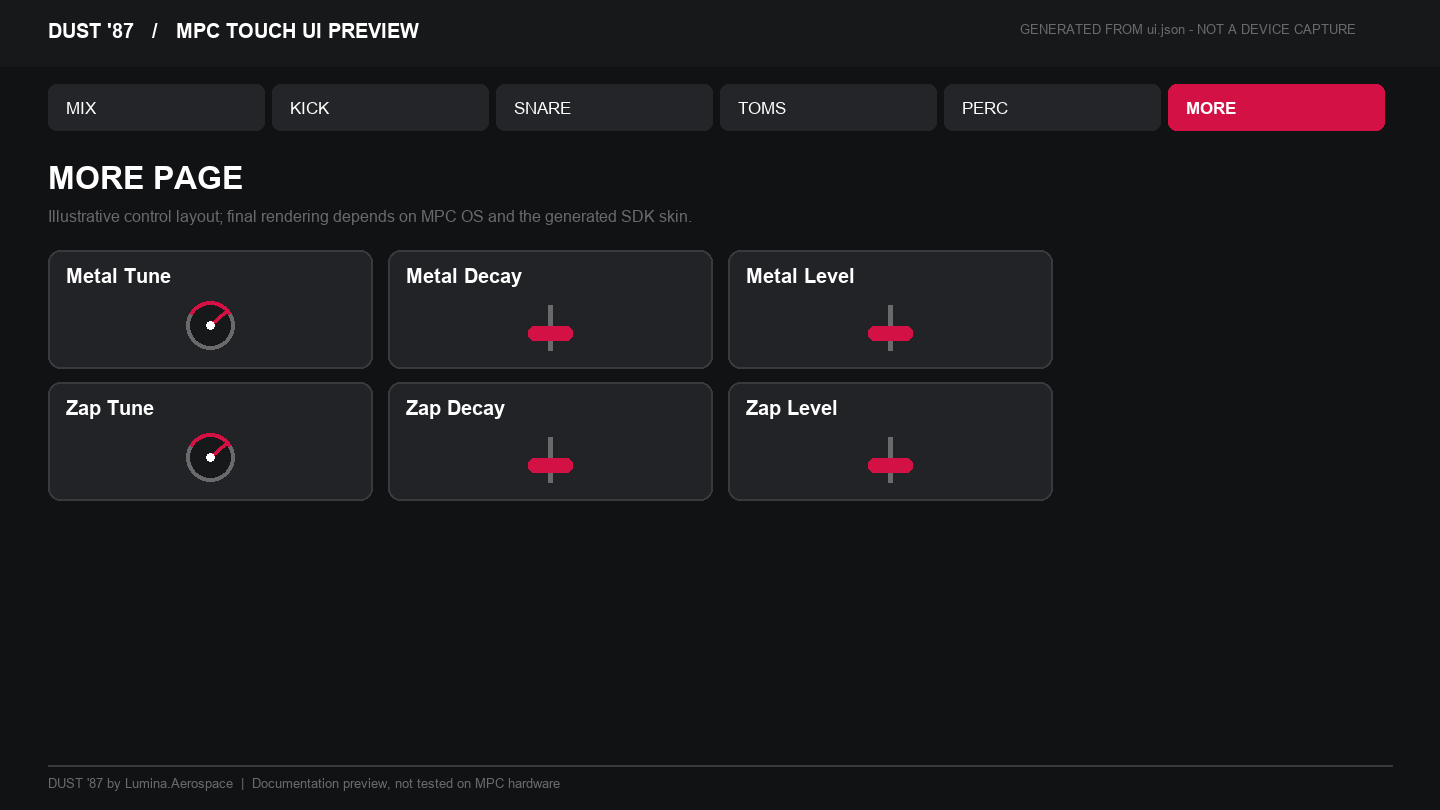 DUST '87 / MPC TOUCH UI PREVIEW
GENERATED FROM ui.json - NOT A DEVICE CAPTURE
MIX
KICK
SNARE
TOMS
PERC
MORE
MORE PAGE
Illustrative control layout; final rendering depends on MPC OS and the generated SDK skin.
Metal Tune
Metal Decay
Metal Level
Zap Tune
Zap Decay
Zap Level
DUST '87 by Lumina.Aerospace | Documentation preview, not tested on MPC hardware